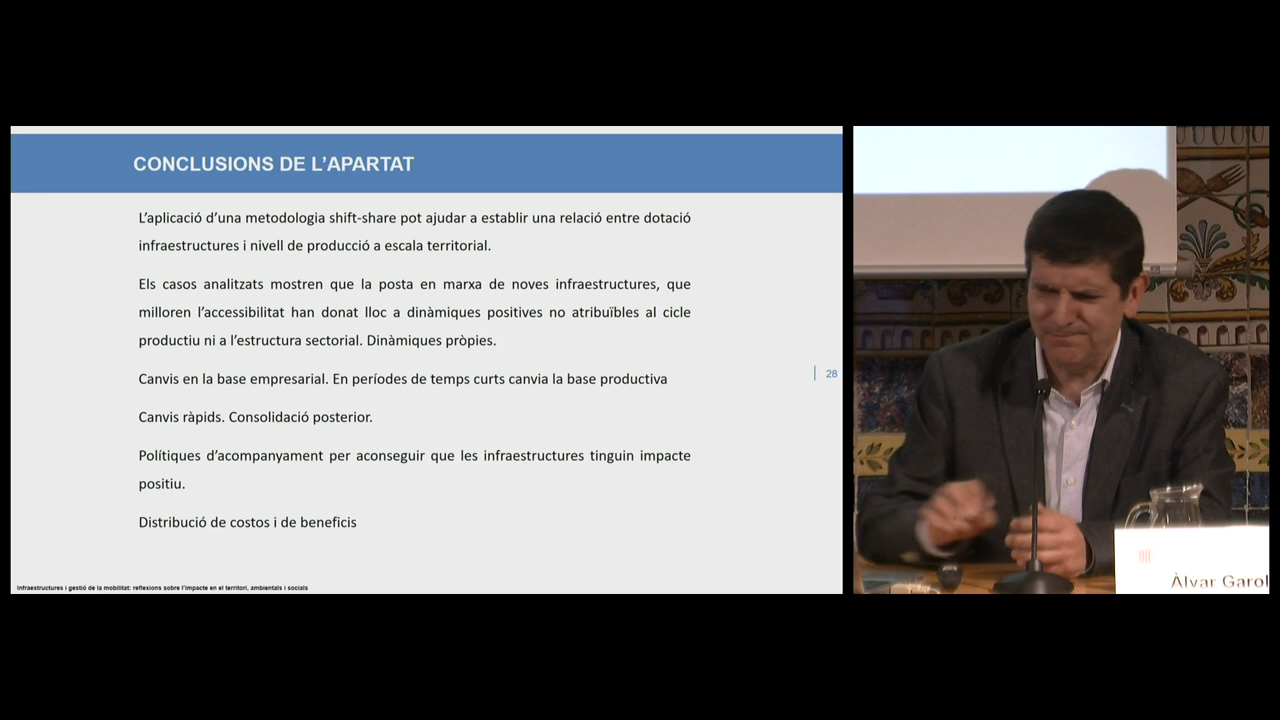 CONCLUSIONS DE L'APARTAT
L'aplicació d'una metodologia shift-share pot ajudar a establir una relació entre dotació
infraestructures i nivell de producció a escala territorial.
Els casos analitzats mostren que la posta en marxa de noves infraestructures, que
milloren l'accessibilitat han donat lloc a dinàmiques positives no atribuïbles al cicle
productiu ni a l'estructura sectorial. Dinàmiques pròpies.
Canvis en la base empresarial. En períodes de temps curts canvia la base productiva
Canvis ràpids. Consolidació posterior.
Polítiques d'acompanyament per aconseguir que les infraestructures tinguin impacte
positiu.
Distribució de costos i de beneficis
28
Infraestructures i gestió de la mobilitat: reflexions sobre l'impacte en el territori, ambientals i socials
Àlvar Garol